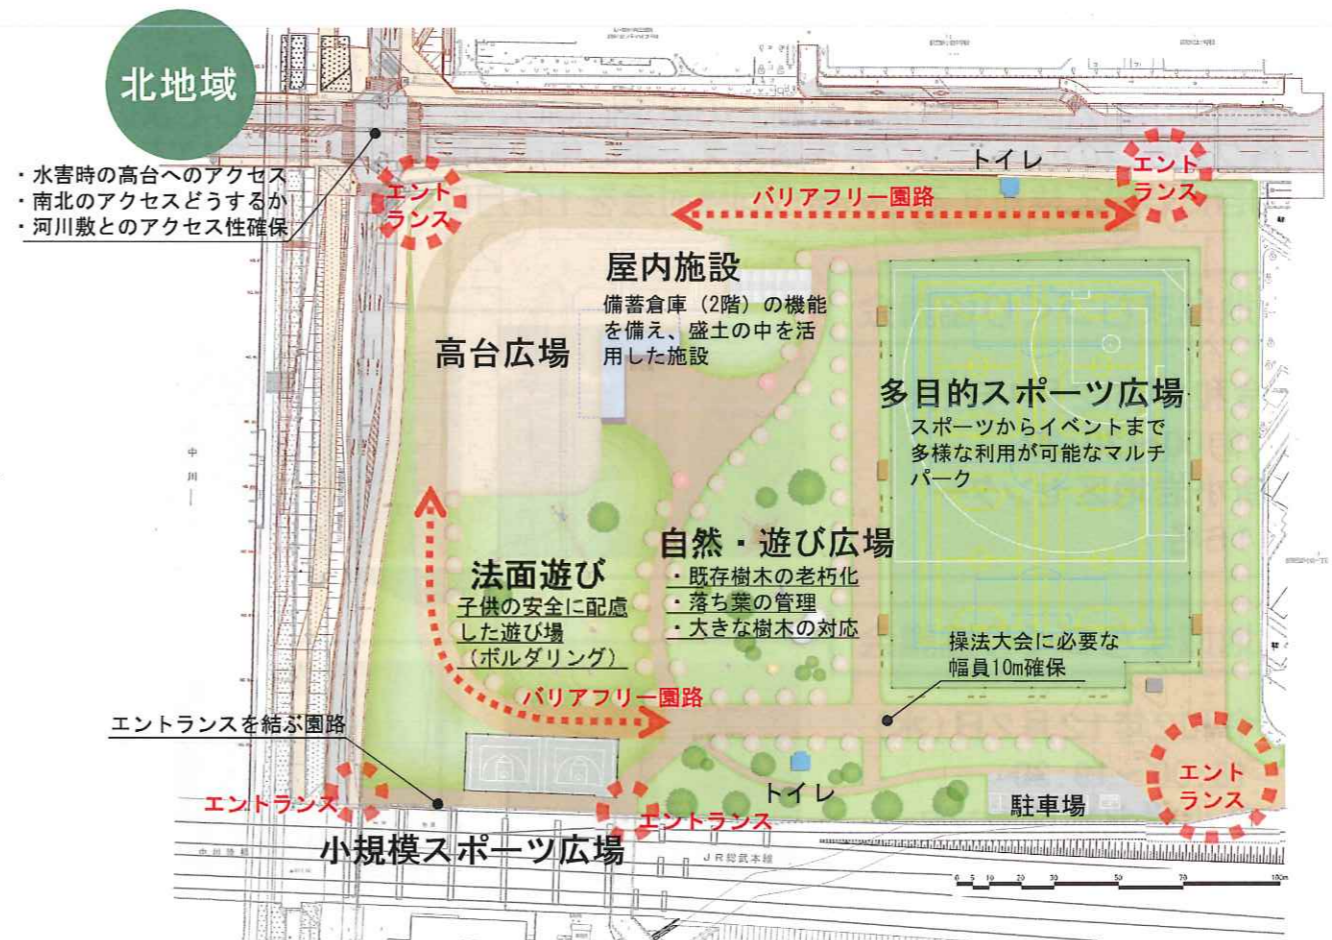 北地域
・水害時の高台へのアクセス
・南北のアクセスどうするか
・河川敷とのアクセス性確保
エント
ランス
トイレ
エント
ランス
バリアフリー園路
屋内施設
備蓄倉庫（2階）の機能
を備え、盛土の中を活
用した施設
高台広場
多目的スポーツ広場
スポーツからイベントまで
多様な利用が可能なマルチ
パーク
中川
自然・遊び広場
・既存樹木の老朽化
・落ち葉の管理
・大きな樹木の対応
法面遊び
子供の安全に配慮
した遊び場
（ボルダリング）
操法大会に必要な
幅員10m確保
バリアフリー園路
エントランスを結ぶ園路
エントランス
エントランス
トイレ
駐車場
エント
ランス
小規模スポーツ広場
JR総武本線
0 5 10 20 30 50 70 100m